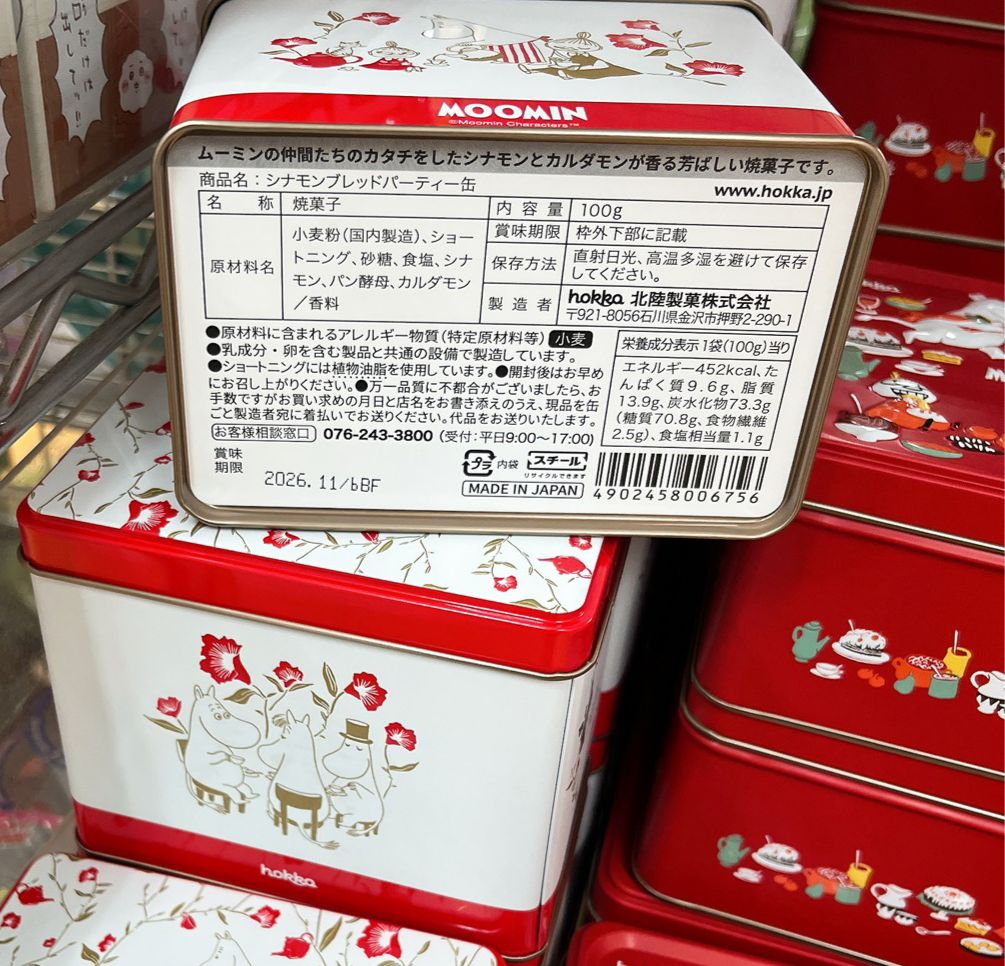 MOOMIN
©Moomin Characters™
ムーミンの仲間たちのカタチをしたシナモンとカルダモンが香る芳ばしい焼菓子です。
商品名：シナモンブレッドパーティー缶
www.hokka.jp
名 称 焼菓子
原材料名 小麦粉（国内製造）、ショー
トニング、砂糖、食塩、シナ
モン、パン酵母、カルダモン
／香料
内容量 100g
賞味期限 枠外下部に記載
保存方法 直射日光、高温多湿を避けて保存
してください。
製造者 hokka 北陸製菓株式会社
〒921-8056石川県金沢市押野2-290-1
●原材料に含まれるアレルギー物質（特定原材料等） 小麦
●乳成分・卵を含む製品と共通の設備で製造しています。
●ショートニングには植物油脂を使用しています。●開封後はお早め
にお召し上がりください。●万一品質に不都合がございましたら、お
手数ですがお買い求めの月日と店名をお書き添えのうえ、現品を缶
ごと製造者宛に着払いでお送りください。代品をお送りいたします。
お客様相談窓口 076-243-3800（受付：平日9:00〜17:00）
栄養成分表示 1袋（100g）当り
エネルギー452kcal、た
んぱく質9.6g、脂質
13.9g、炭水化物73.3g
（糖質70.8g、食物繊維
2.5g）、食塩相当量1.1g
賞味
期限
2026.11/6BF
プラ 内袋
スチール
リサイクルできます
MADE IN JAPAN
4902458006756
hokka
だけは
出してッ!!